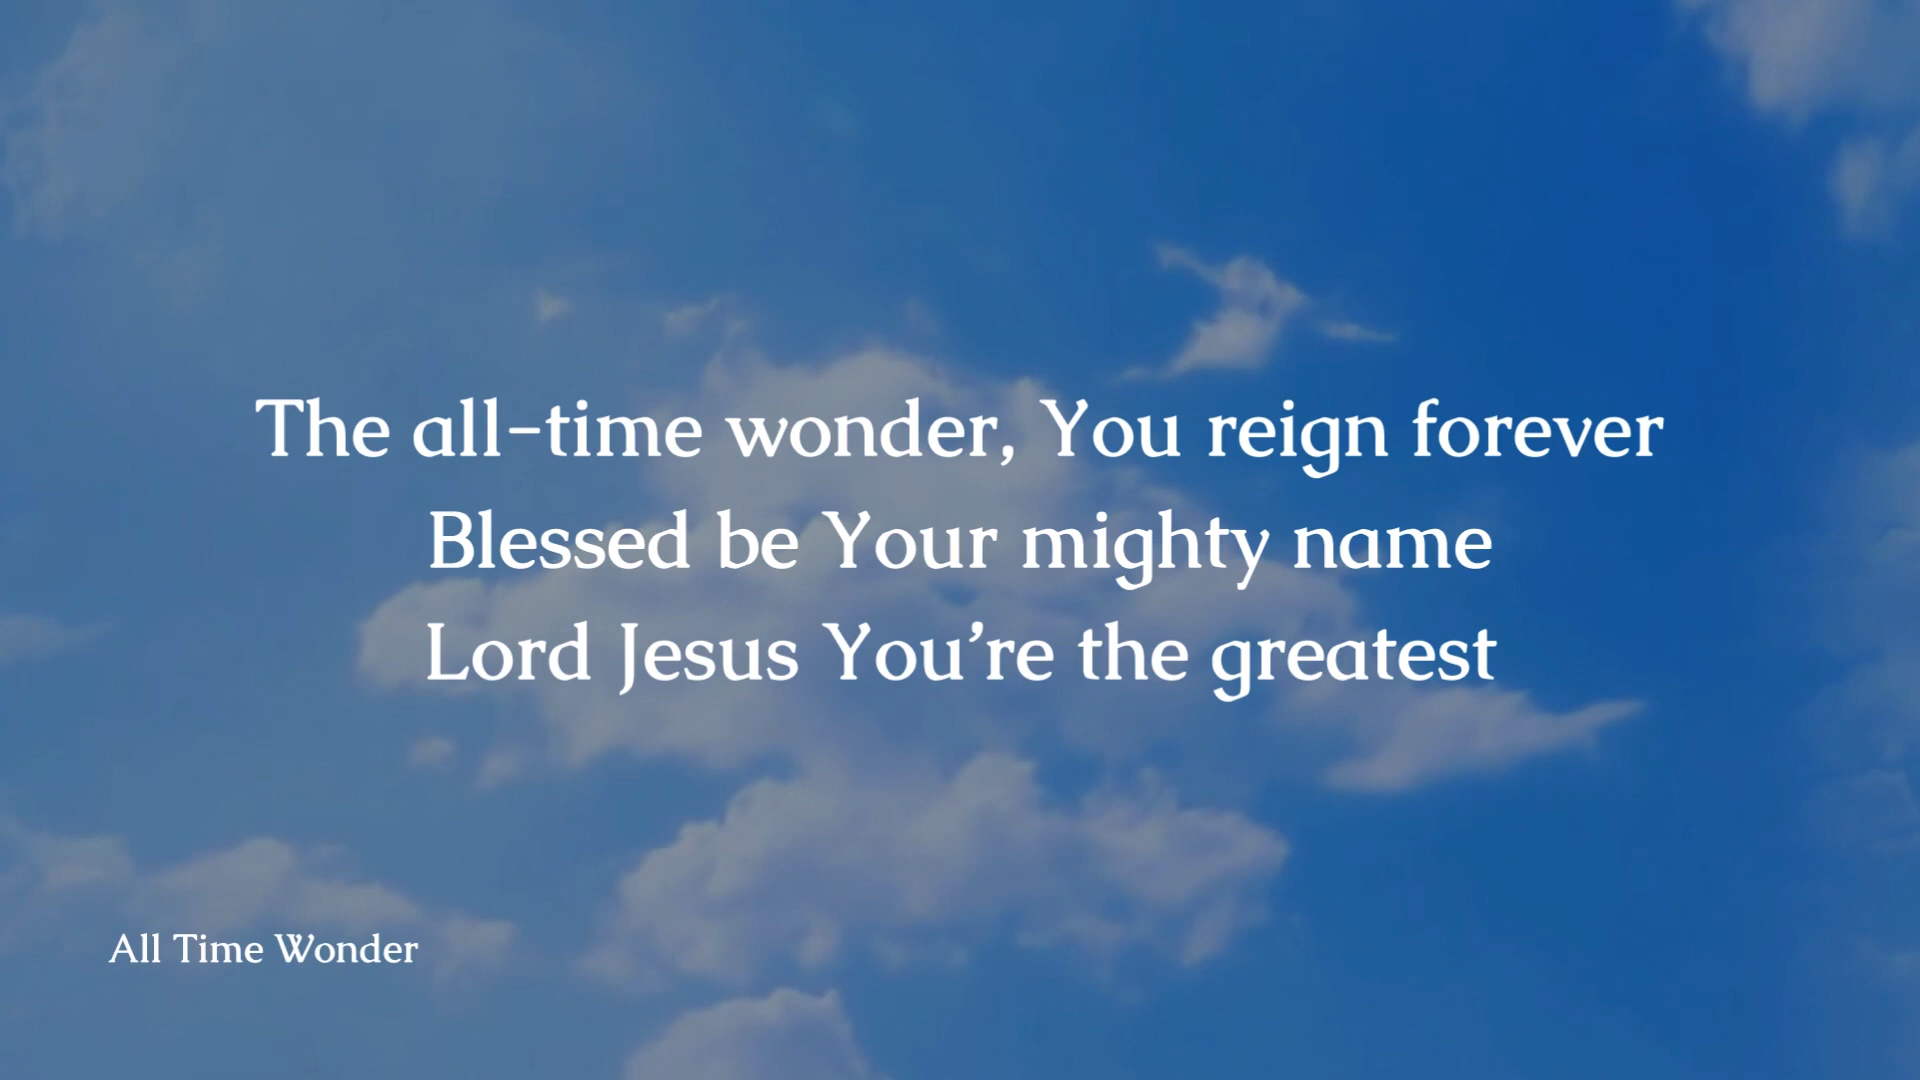 The all-time wonder, You reign forever
Blessed be Your mighty name
Lord Jesus You’re the greatest
All Time Wonder